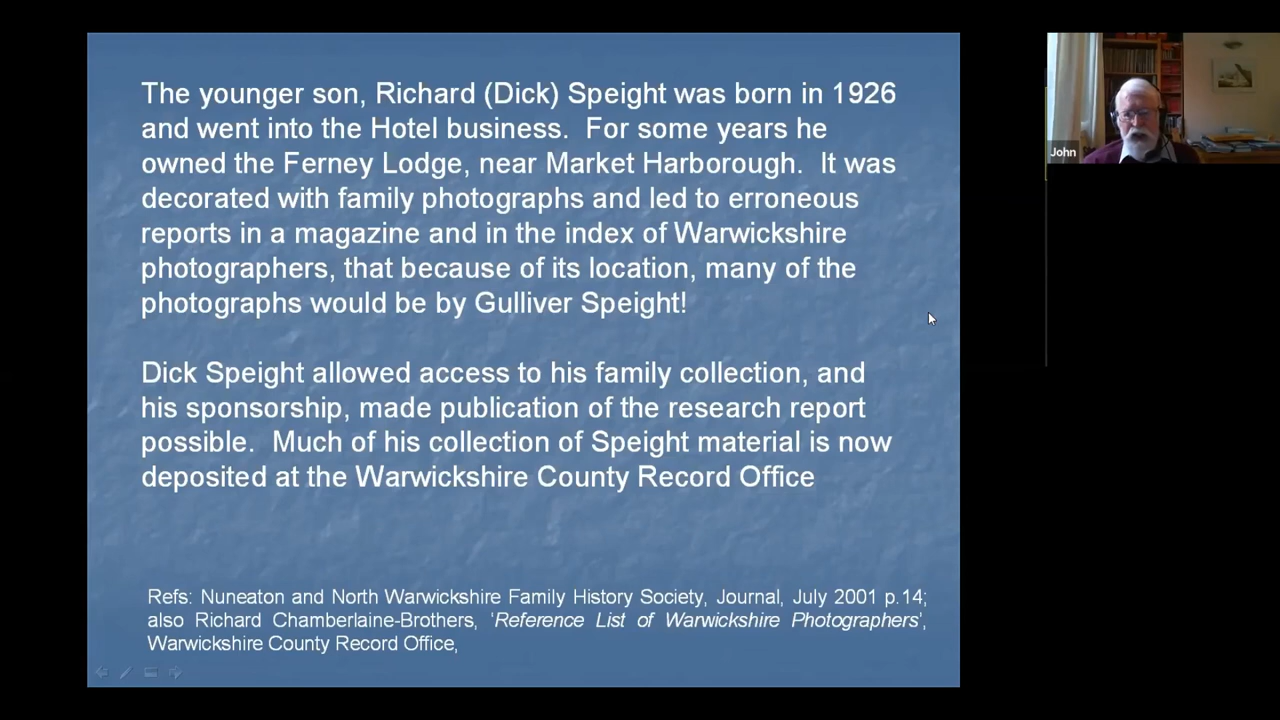 The younger son, Richard (Dick) Speight was born in 1926
and went into the Hotel business.  For some years he
owned the Ferney Lodge, near Market Harborough.  It was
decorated with family photographs and led to erroneous
reports in a magazine and in the index of Warwickshire
photographers, that because of its location, many of the
photographs would be by Gulliver Speight!
Dick Speight allowed access to his family collection, and
his sponsorship, made publication of the research report
possible.  Much of his collection of Speight material is now
deposited at the Warwickshire County Record Office
Refs: Nuneaton and North Warwickshire Family History Society, Journal, July 2001 p.14;
also Richard Chamberlaine-Brothers, ‘Reference List of Warwickshire Photographers’,
Warwickshire County Record Office,
John